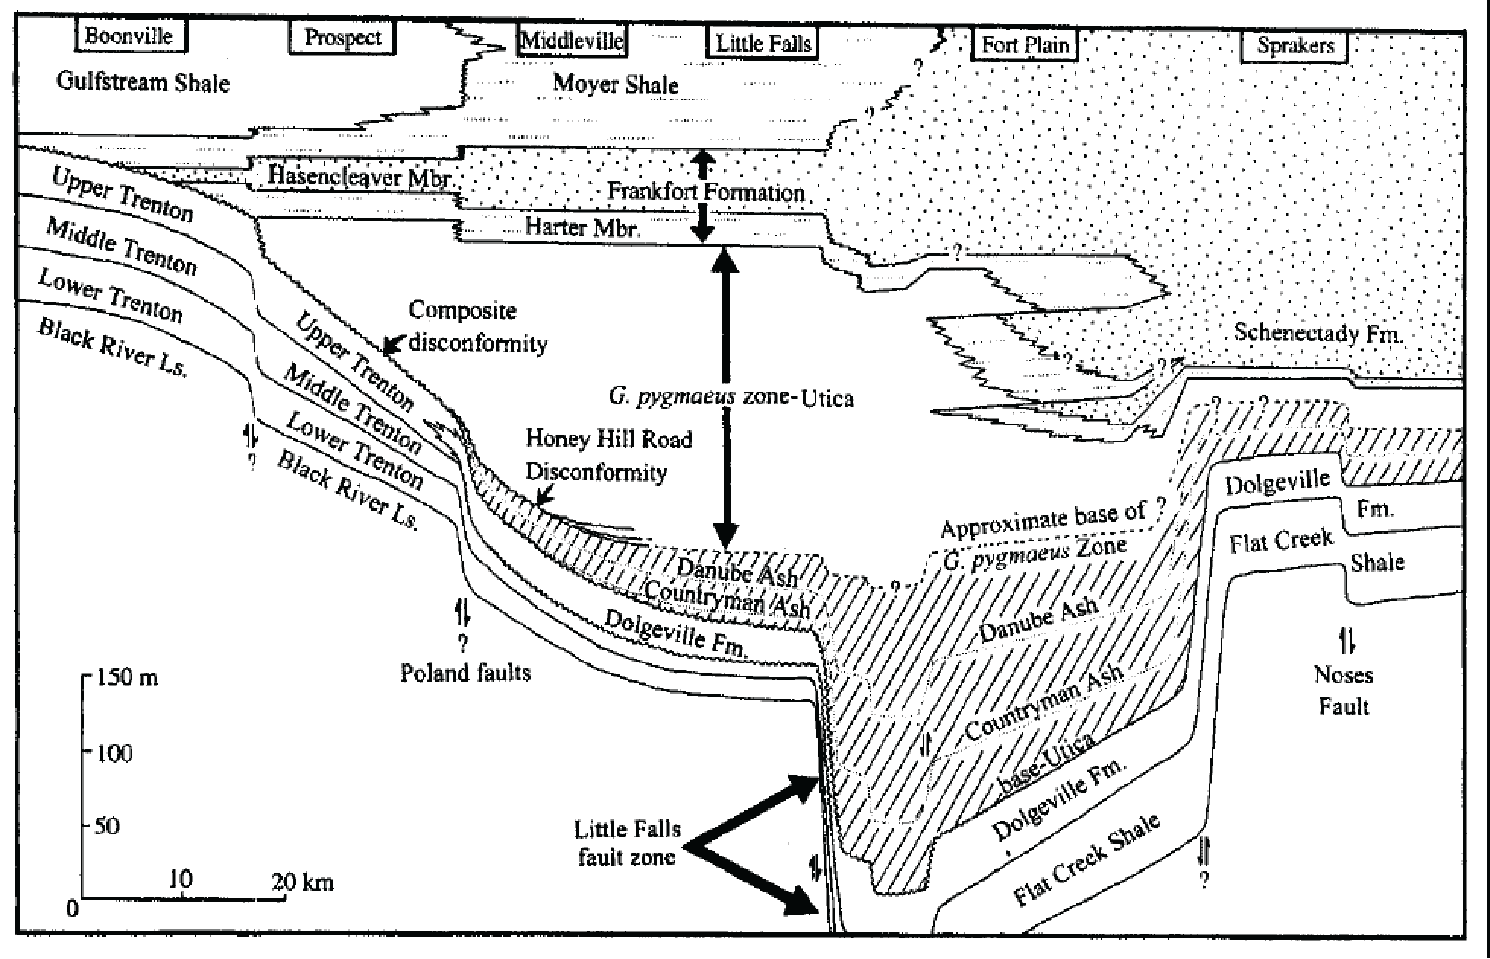 Boonville
Prospect
Middleville
Little Falls
Fort Plain
Sprakers
Gulfstream Shale
Moyer Shale
?
?
Hasencleaver Mbr.
Frankfort Formation
Harter Mbr.
?
Upper Trenton
Middle Trenton
Lower Trenton
Black River Ls.
Composite
disconformity
Upper Trenton
Middle Trenton
Lower Trenton
Black River Ls.
?
Schenectady Fm.
?
?
G. pygmaeus zone-Utica
Honey Hill Road
Disconformity
?
?
Dolgeville
Fm.
Flat Creek
Shale
Approximate base of
?
G. pygmaeus Zone
Danube Ash
Countryman Ash
?
Dolgeville Fm.
Danube Ash
Countryman Ash
base-Utica
Dolgeville Fm.
Flat Creek Shale
?
Poland faults
Noses
Fault
150 m
100
50
0
10
20 km
Little Falls
fault zone
?